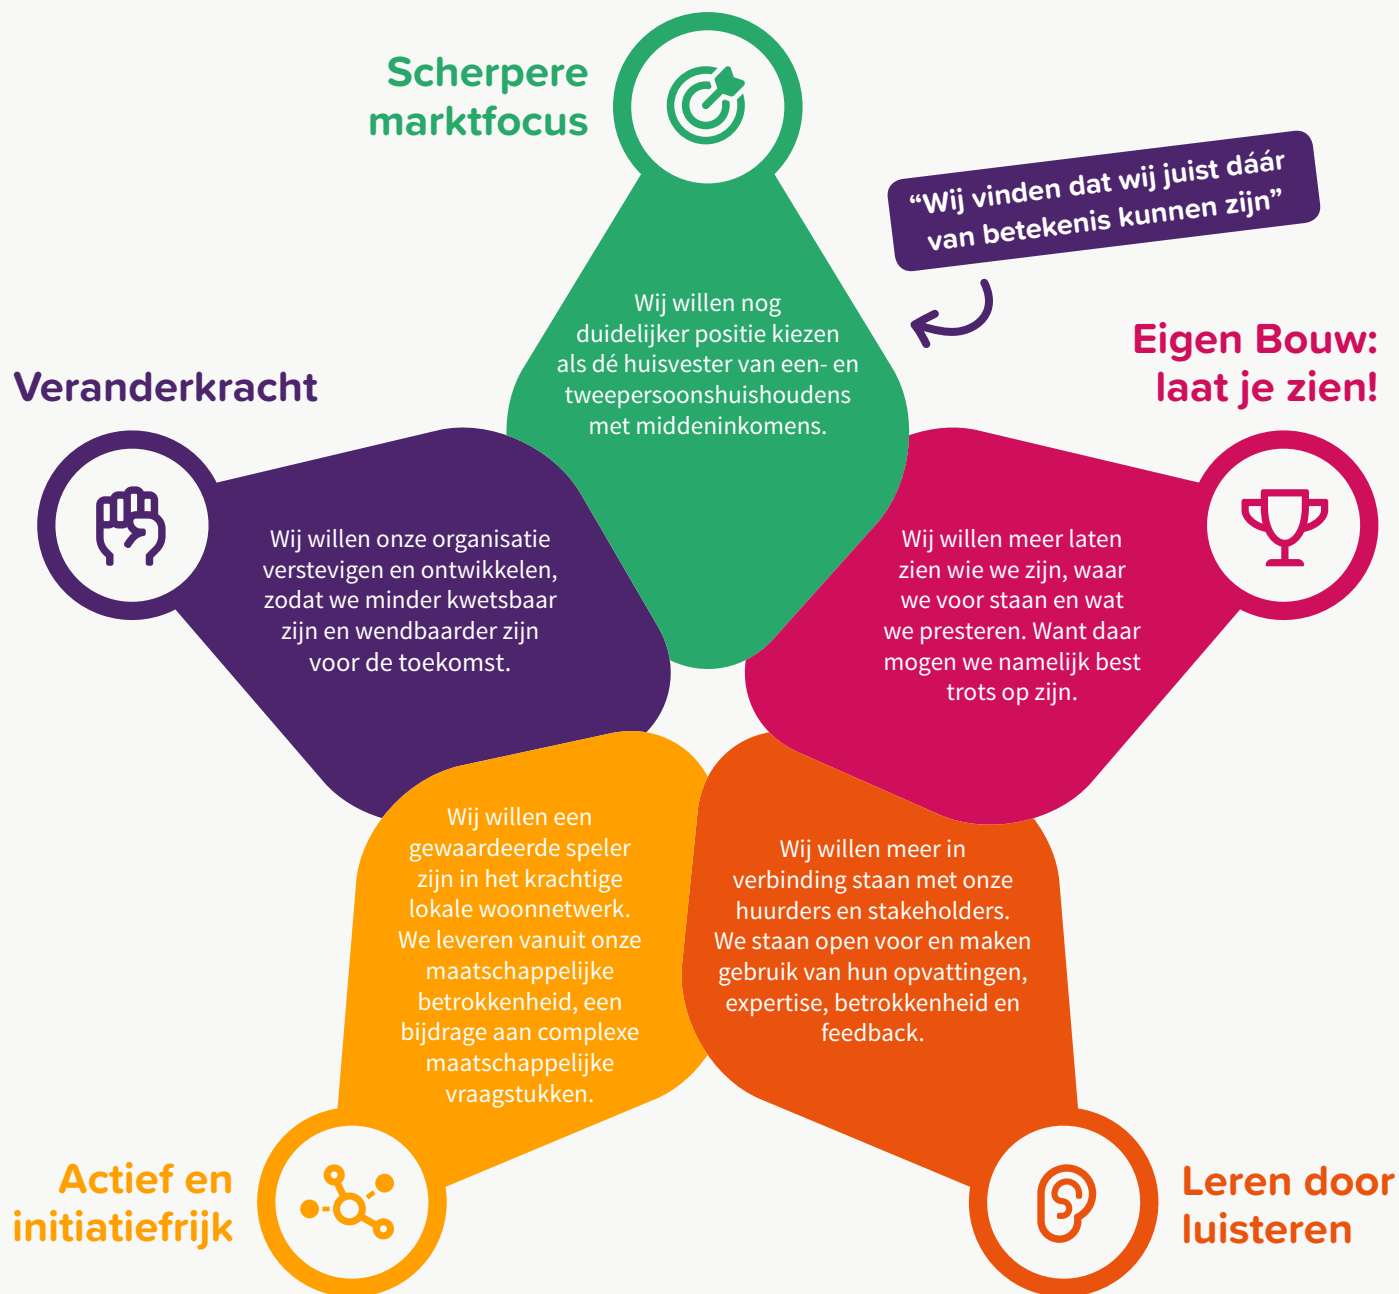 Scherpere
marktfocus
“Wij vinden dat wij juist dáár
van betekenis kunnen zijn”
Wij willen nog
duidelijker positie kiezen
als dé huisvester van een- en
tweepersoonshuishoudens
met middeninkomens.
Eigen Bouw:
laat je zien!
Wij willen meer laten
zien wie we zijn, waar
we voor staan en wat
we presteren. Want daar
mogen we namelijk best
trots op zijn.
Veranderkracht
Wij willen onze organisatie
verstevigen en ontwikkelen,
zodat we minder kwetsbaar
zijn en wendbaarder zijn
voor de toekomst.
Wij willen een
gewaardeerde speler
zijn in het krachtige
lokale woonnetwerk.
We leveren vanuit onze
maatschappelijke
betrokkenheid, een
bijdrage aan complexe
maatschappelijke
vraagstukken.
Actief en
initiatiefrijk
Wij willen meer in
verbinding staan met onze
huurders en stakeholders.
We staan open voor en maken
gebruik van hun opvattingen,
expertise, betrokkenheid en
feedback.
Leren door
luisteren